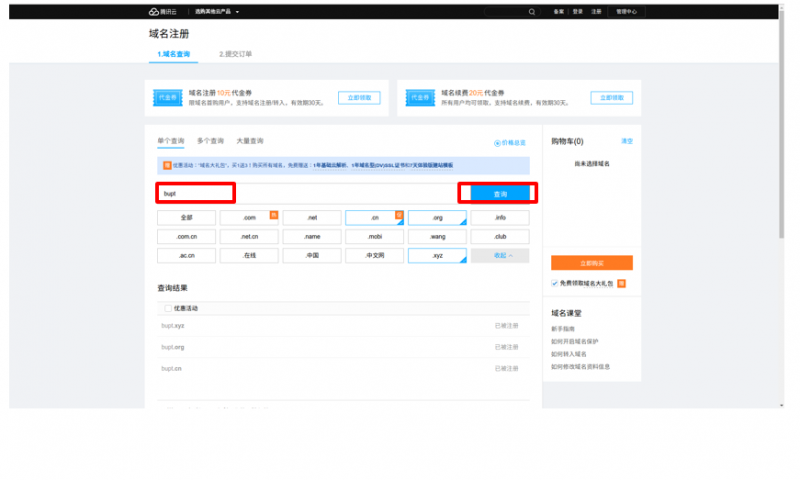 腾讯云 选购其他云产品
备案 登录 注册 管理中心
域名注册
1.域名查询 2.提交订单
代金券
域名注册10元代金券
限域名首购用户，支持域名注册/转入，有效期30天。
立即领取
代金券
域名续费20元代金券
所有用户均可领取，支持域名续费，有效期30天。
立即领取
单个查询 多个查询 大量查询
价格总览
优惠活动："域名大礼包"，买1送3！购买所有域名，免费赠送：1年基础云解析、1年域名型(DV)SSL证书和7天体验版建站模板
bupt
查询
全部 .com .net .cn .org .info
.com.cn .net.cn .name .mobi .wang .club
.ac.cn .在线 .中国 .中文网 .xyz 收起
查询结果
优惠活动
bupt.xyz 已被注册
bupt.org 已被注册
bupt.cn 已被注册
购物车(0) 清空
尚未选择域名
立即购买
免费领取域名大礼包
域名课堂
新手指南
如何开启域名保护
如何转入域名
如何修改域名资料信息